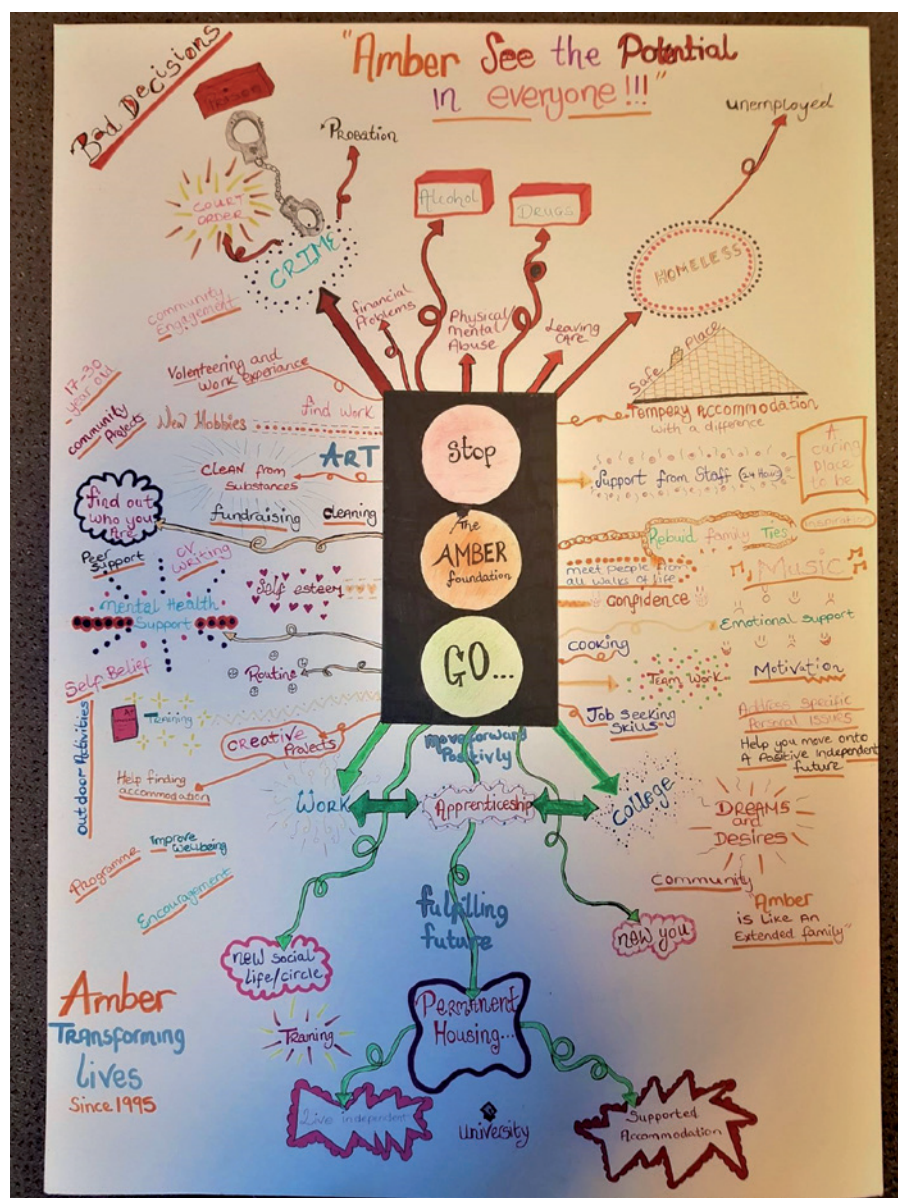 Bad Decisions
"Amber See the Potential
in everyone!!!"
PRISON
PROBATION
COURT
ORDER
CRIME
Alcohol
DRUGS
unemployed
HOMELESS
community
Engagement
financial
Problems
Physical/
Mental
Abuse
Leaving
CARE
17-30
year old
Volenteering and
Work Experiance
find work
Community
Projects
New Hobbies
ART
CLEAN from
Substances
find out
who you
Are
fundraising
Cleaning
Peer
Support
CV
WRiting
Self esteem
Mental Health
Support
Self Belief
Routine
outdoor Activities
A+
Training
CREATIVE
Projects
Help finding
accommodation
Programme
Improve
Wellbeing
Encouragement
Stop
The
AMBER
foundation
GO...
Safe Place
TEMPERY ACCOMMODATION
with a difference
Support from Staff (24 Hour)
A
caring
Place
to be
inspiration
Rebuid family Ties
meet people from
all walks of life
MUSIC
Confidence
Emotional Support
cooking
TEAM WORK
Motivation
Job seeking
Skills
Address Specific
Personal ISSUES
Help you move onto
A Positive Independent
future
move forward
Positivly
WORK
Apprenticeship
College
DREAMS
and
Desires
Community
"Amber
is Like An
Extended family"
fulfilling
future
new social
life/circle
new you
Amber
TRAnsforming
lives
Since 1995
Training
Permanent
Housing...
Live independent
University
Supported
Accommodation